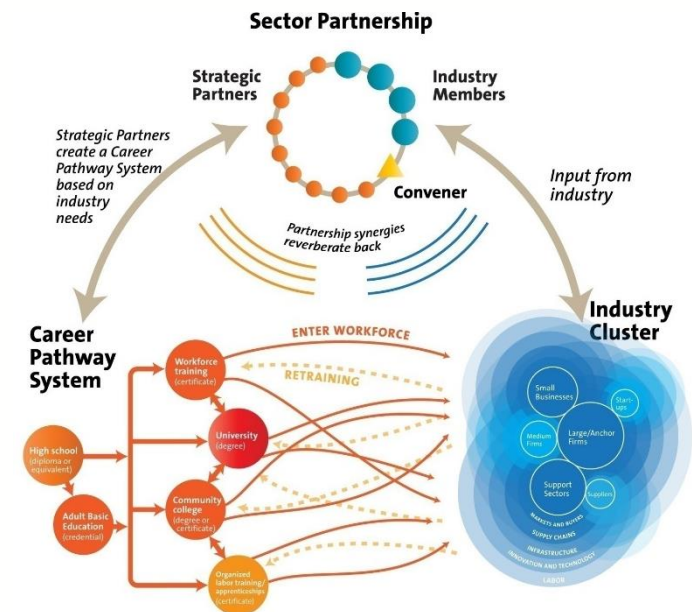 Sector Partnership
Strategic
Partners
Industry
Members
Convener
Strategic Partners
create a Career
Pathway System
based on
industry
needs
Input from
industry
Partnership synergies
reverberate back
Career
Pathway
System
Industry
Cluster
ENTER WORKFORCE
RETRAINING
Workforce
training
(certificate)
University
(degree)
High school
(diploma or
equivalent)
Adult Basic
Education
(credential)
Community
college
(degree or
certificate)
Organised
labor training/
apprenticeships
(certificate)
Small
Businesses
Start-
ups
Medium
Firms
Large/Anchor
Firms
Support
Sectors
Suppliers
MARKETS AND BUYERS
SUPPLY CHAINS
INFRASTRUCTURE
INNOVATION AND TECHNOLOGY
LABOR